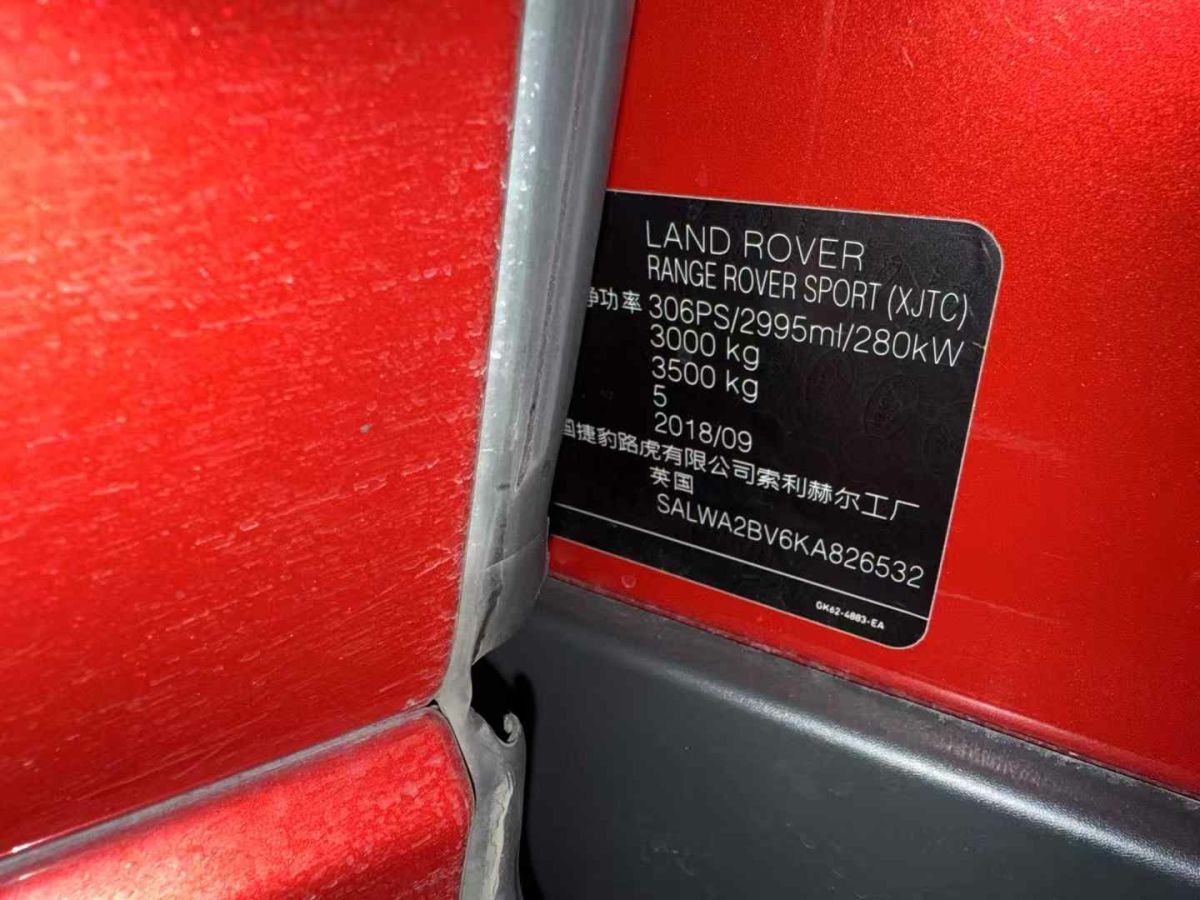 LAND ROVER
RANGE ROVER SPORT (XJTC)
净功率 306PS/2995ml/280kW
3000 kg
3500 kg
5
2018/09
国捷豹路虎有限公司索利赫尔工厂
英国
SALWA2BV6KA826532
GK62-4883-EA